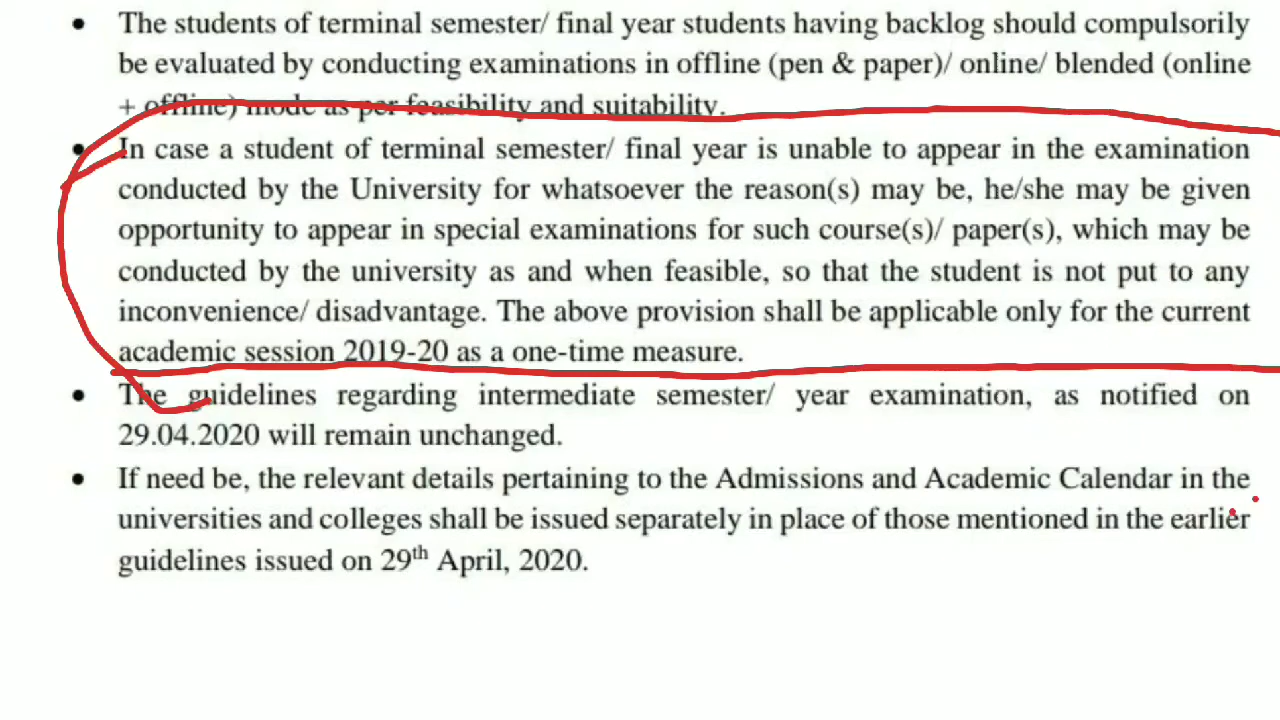 • The students of terminal semester/ final year students having backlog should compulsorily
be evaluated by conducting examinations in offline (pen & paper)/ online/ blended (online
+ offline) mode as per feasibility and suitability.
• In case a student of terminal semester/ final year is unable to appear in the examination
conducted by the University for whatsoever the reason(s) may be, he/she may be given
opportunity to appear in special examinations for such course(s)/ paper(s), which may be
conducted by the university as and when feasible, so that the student is not put to any
inconvenience/ disadvantage. The above provision shall be applicable only for the current
academic session 2019-20 as a one-time measure.
• The guidelines regarding intermediate semester/ year examination, as notified on
29.04.2020 will remain unchanged.
• If need be, the relevant details pertaining to the Admissions and Academic Calendar in the
universities and colleges shall be issued separately in place of those mentioned in the earlier
guidelines issued on 29th April, 2020.